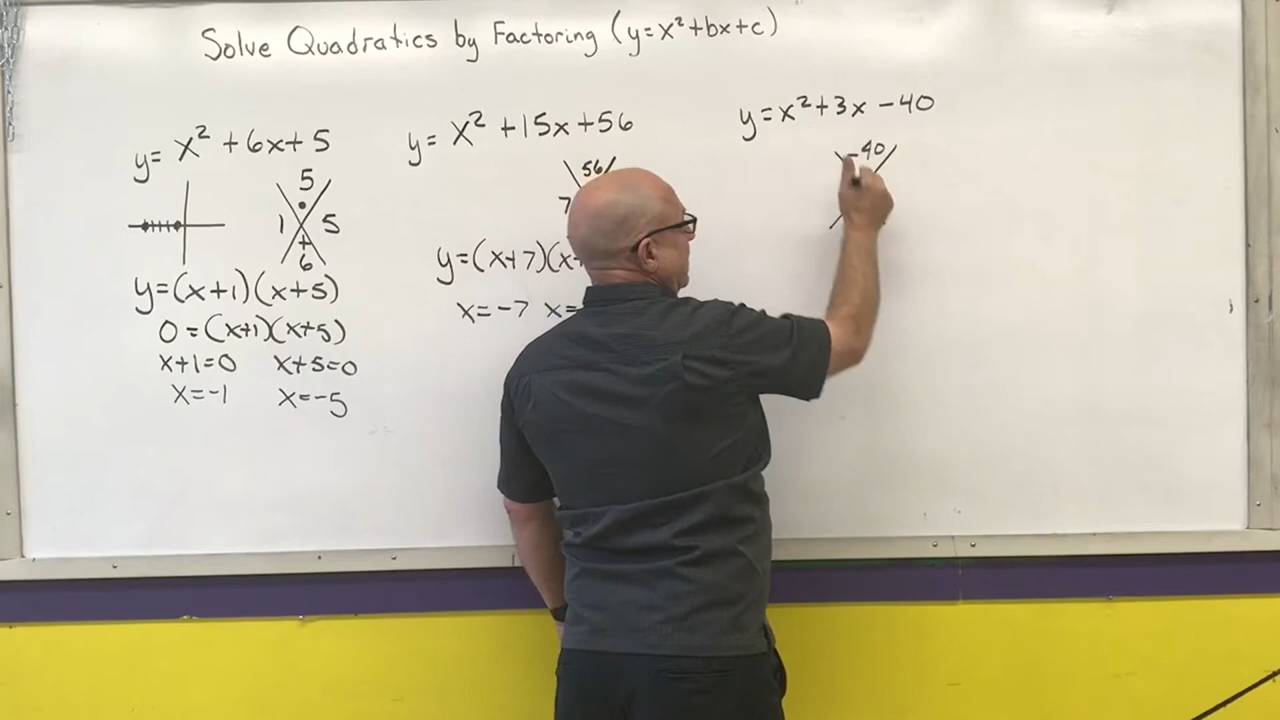 Solve Quadratics by Factoring (y=x²+bx+c)
y= x² +6x+5
5
1 5
+
6
y=(x+1)(x+5)
0=(x+1)(x+5)
x+1=0 x+5=0
x=-1 x=-5
y= x² +15x+56
56
7
y=(x+7)(x+
x=-7 x=
y=x²+3x-40
-40